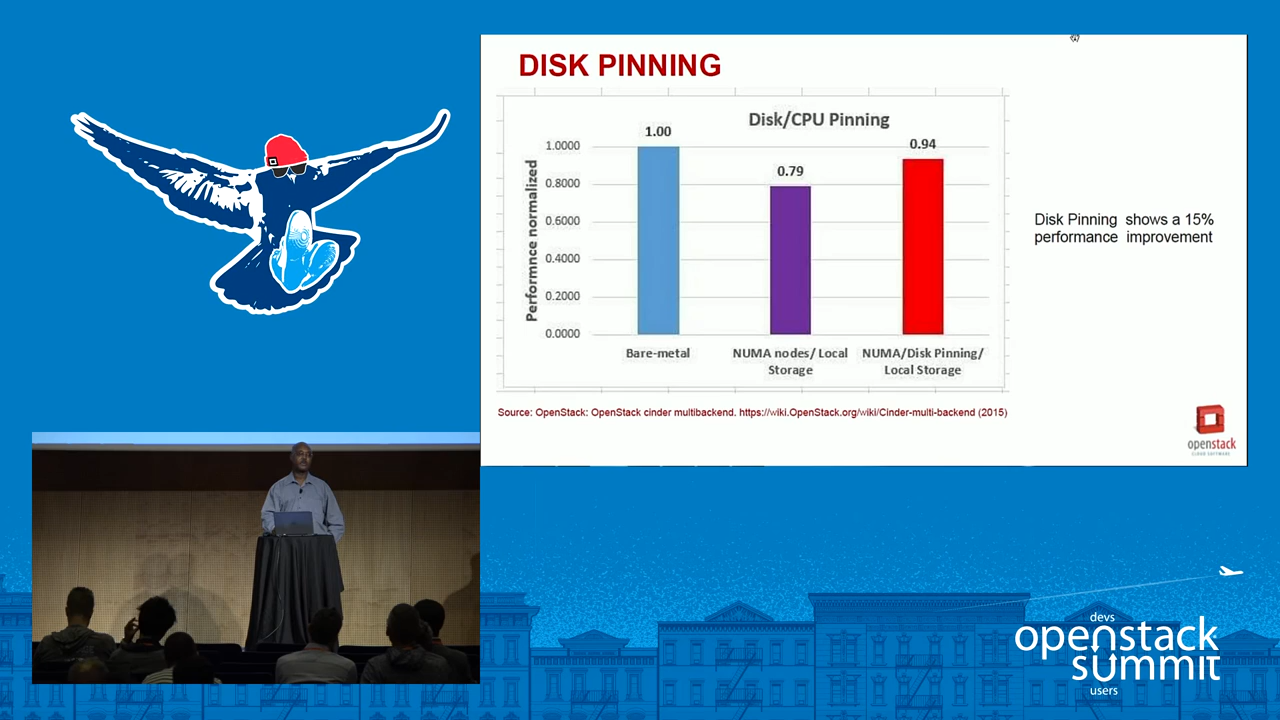 DISK PINNING
Disk/CPU Pinning
Performnce normalized
1.0000
0.8000
0.6000
0.4000
0.2000
0.0000
1.00
0.79
0.94
Bare-metal
NUMA nodes/ Local
Storage
NUMA/Disk Pinning/
Local Storage
Disk Pinning shows a 15%
performance improvement
Source: OpenStack: OpenStack cinder multibackend. https://wiki.OpenStack.org/wiki/Cinder-multi-backend (2015)
openstack
CLOUD SOFTWARE
devs
openstack
summit
users